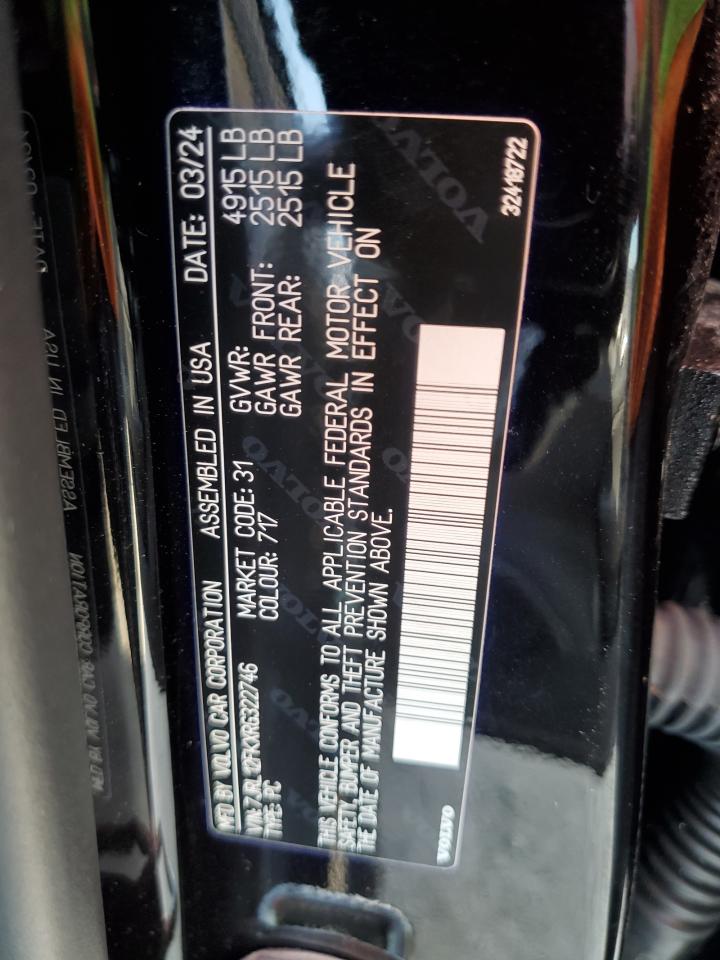 MFD BY VOLVO CAR CORPORATION ASSEMBLED IN USA DATE: 03/24
VIN:7JRL12FKXRG322746 MARKET CODE: 31 GVWR: 4915 LB
TYPE: PC COLOUR: 717 GAWR FRONT: 2515 LB
GAWR REAR: 2515 LB
THIS VEHICLE CONFORMS TO ALL APPLICABLE FEDERAL MOTOR VEHICLE
SAFETY, BUMPER AND THEFT PREVENTION STANDARDS IN EFFECT ON
THE DATE OF MANUFACTURE SHOWN ABOVE.
VOLVO